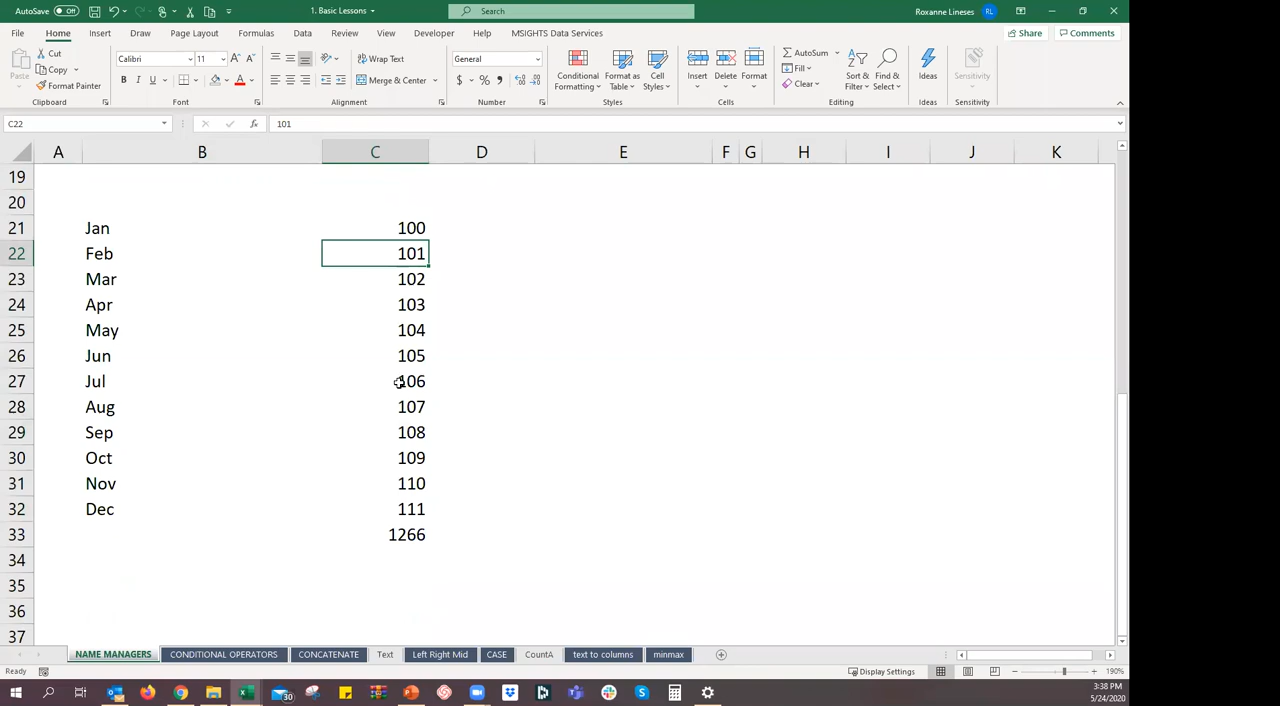 AutoSave Off 1. Basic Lessons Search Roxanne Lineses RL
File Home Insert Draw Page Layout Formulas Data Review View Developer Help MSIGHTS Data Services Share Comments
Paste Cut Copy Format Painter
Calibri 11 A A B I U A
Wrap Text Merge & Center
General $ % ,
Conditional Formatting Format as Table Cell Styles
Insert Delete Format
AutoSum Fill Clear Sort & Filter Find & Select
Ideas Sensitivity
Clipboard Font Alignment Number Styles Cells Editing Ideas Sensitivity
C22 fx 101
A B C D E F G H I J K
19
20
21 Jan 100
22 Feb 101
23 Mar 102
24 Apr 103
25 May 104
26 Jun 105
27 Jul 106
28 Aug 107
29 Sep 108
30 Oct 109
31 Nov 110
32 Dec 111
33 1266
34
35
36
37
NAME MANAGERS CONDITIONAL OPERATORS CONCATENATE Text Left Right Mid CASE CountA text to columns minmax
Ready Display Settings 190%
30 3:38 PM
5/24/2020